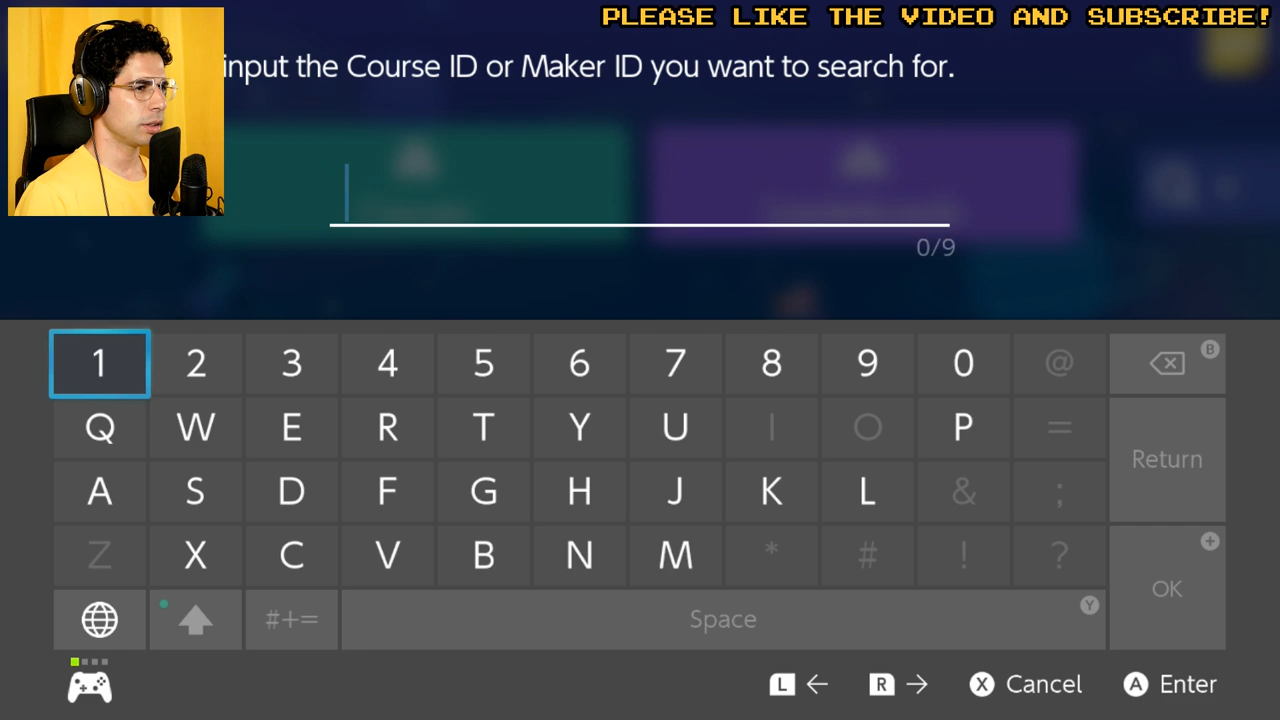 PLEASE LIKE THE VIDEO AND SUBSCRIBE!
input the Course ID or Maker ID you want to search for.
0/9
1 2 3 4 5 6 7 8 9 0 @ B
Q W E R T Y U I O P = Return
A S D F G H J K L & ;
Z X C V B N M * # ! ? + OK
#+= Space Y
L ← R → X Cancel A Enter